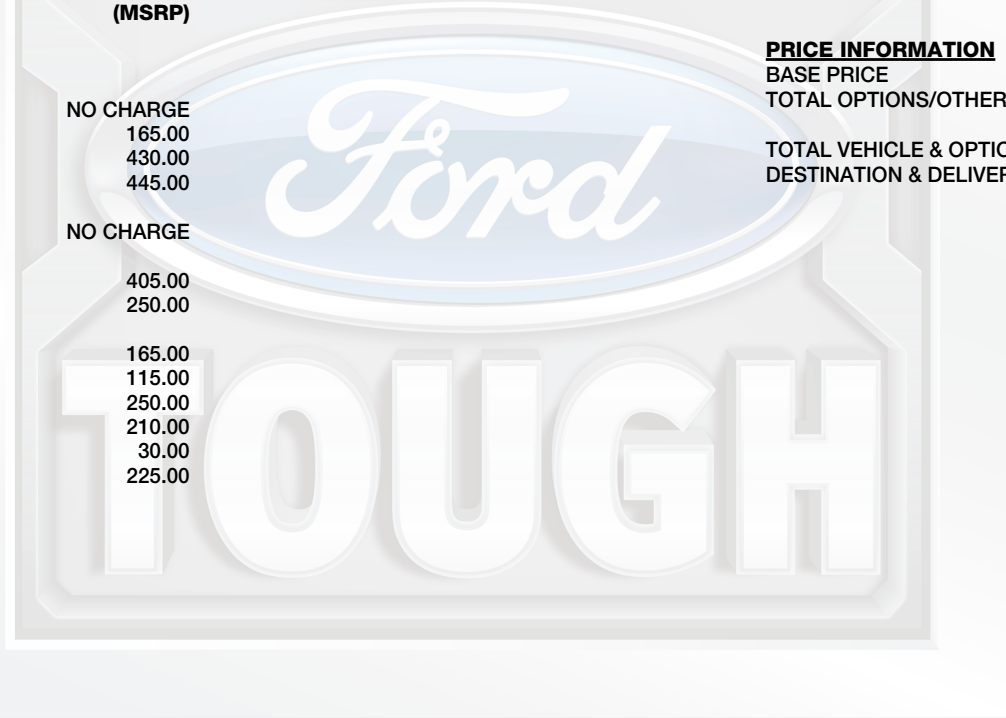 (MSRP)
NO CHARGE
165.00
430.00
445.00
NO CHARGE
405.00
250.00
165.00
115.00
250.00
210.00
30.00
225.00
PRICE INFORMATION
BASE PRICE
TOTAL OPTIONS/OTHER
TOTAL VEHICLE &
DESTINATION &
Ford
TOUGH